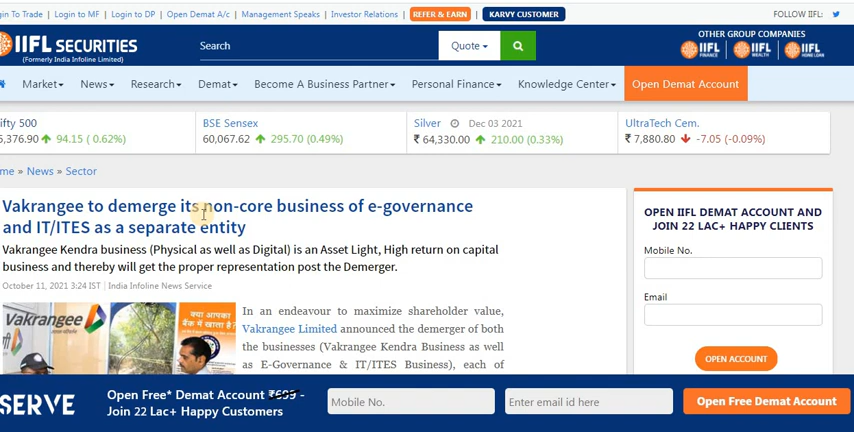 gin To Trade | Login to MF | Login to DP | Open Demat A/c | Management Speaks | Investor Relations | REFER & EARN | KARVY CUSTOMER FOLLOW IIFL:
IIFL SECURITIES
(Formerly India Infoline Limited)
Search Quote
OTHER GROUP COMPANIES
IIFL FINANCE IIFL WEALTH IIFL HOME LOAN
Market News Research Demat Become A Business Partner Personal Finance Knowledge Center Open Demat Account
ifty 500 BSE Sensex Silver Dec 03 2021 UltraTech Cem.
5,376.90 94.15 ( 0.62%) 60,067.62 295.70 (0.49%) ₹ 64,330.00 210.00 (0.33%) ₹ 7,880.80 -7.05 (-0.09%)
me » News » Sector
Vakrangee to demerge its non-core business of e-governance
and IT/ITES as a separate entity
Vakrangee Kendra business (Physical as well as Digital) is an Asset Light, High return on capital
business and thereby will get the proper representation post the Demerger.
October 11, 2021 3:24 IST | India Infoline News Service
Vakrangee
क्या आपका
बैंक में खाता है?
In an endeavour to maximize shareholder value,
Vakrangee Limited announced the demerger of both
the businesses (Vakrangee Kendra Business as well
as E-Governance & IT/ITES Business), each of
OPEN IIFL DEMAT ACCOUNT AND
JOIN 22 LAC+ HAPPY CLIENTS
Mobile No.
Email
OPEN ACCOUNT
SERVE
Open Free* Demat Account ₹699 -
Join 22 Lac+ Happy Customers
Mobile No. Enter email id here Open Free Demat Account